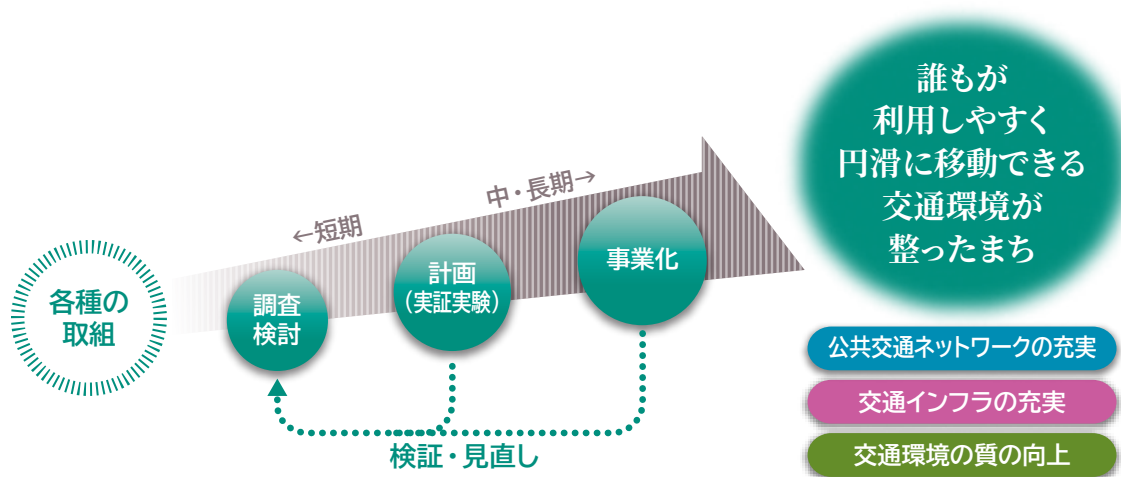 各種の
取組
←短期
中・長期→
調査
検討
計画
（実証実験）
事業化
検証・見直し
誰もが
利用しやすく
円滑に移動できる
交通環境が
整ったまち
公共交通ネットワークの充実
交通インフラの充実
交通環境の質の向上